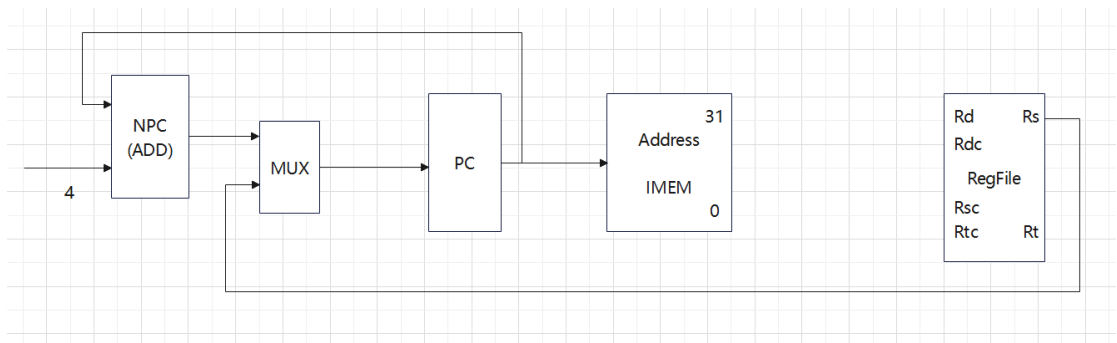 NPC
(ADD)
4
MUX
PC
31
Address
IMEM
0
Rd Rs
Rdc
RegFile
Rsc
Rtc Rt